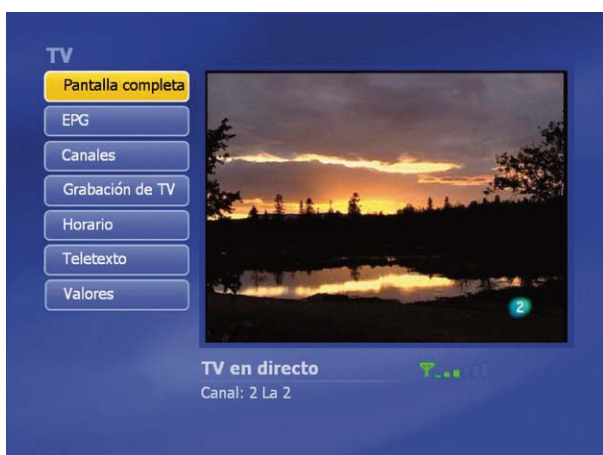 TV
Pantalla completa
EPG
Canales
Grabación de TV
Horario
Teletexto
Valores
2
TV en directo
Canal: 2 La 2